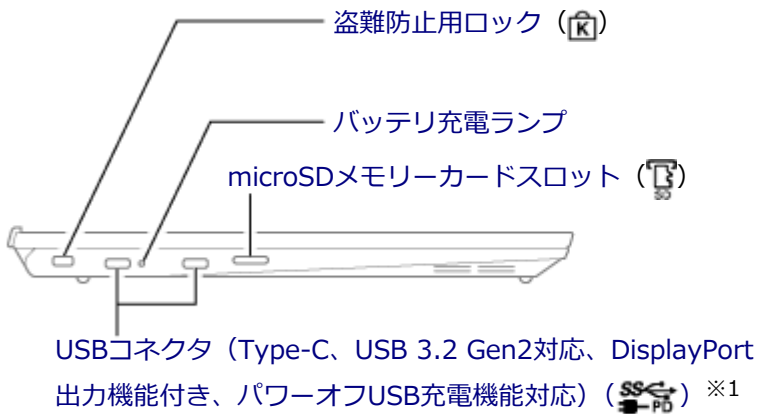 盗難防止用ロック（K）
バッテリ充電ランプ
microSDメモリーカードスロット（SD）
USBコネクタ（Type-C、USB 3.2 Gen2対応、DisplayPort
出力機能付き、パワーオフUSB充電機能対応）（SS PD）※1